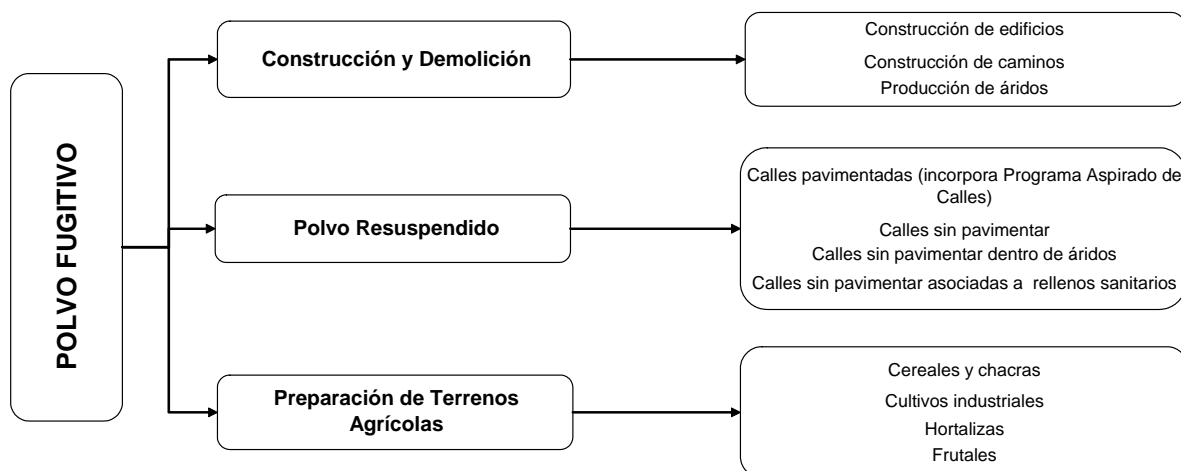 POLVO FUGITIVO
Construcción y Demolición
Construcción de edificios
Construcción de caminos
Producción de áridos
Polvo Resuspendido
Calles pavimentadas (incorpora Programa Aspirado de
Calles)
Calles sin pavimentar
Calles sin pavimentar dentro de áridos
Calles sin pavimentar asociadas a rellenos sanitarios
Preparación de Terrenos
Agrícolas
Cereales y chacras
Cultivos industriales
Hortalizas
Frutales